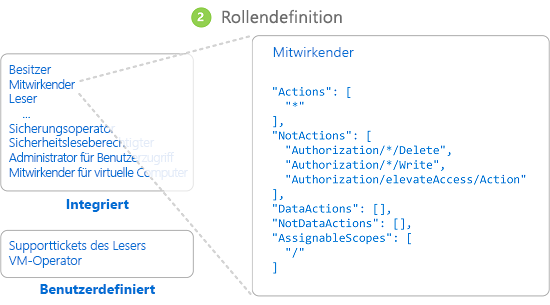 2 Rollendefinition
Besitzer
Mitwirkender
Leser
...
Sicherungsoperator
Sicherheitsleseberechtigter
Administrator für Benutzerzugriff
Mitwirkender für virtuelle Computer
Integriert
Supporttickets des Lesers
VM-Operator
Benutzerdefiniert
Mitwirkender
"Actions": [
"*"
],
"NotActions": [
"Authorization/*/Delete",
"Authorization/*/Write",
"Authorization/elevateAccess/Action"
],
"DataActions": [],
"NotDataActions": [],
"AssignableScopes": [
"/"
]